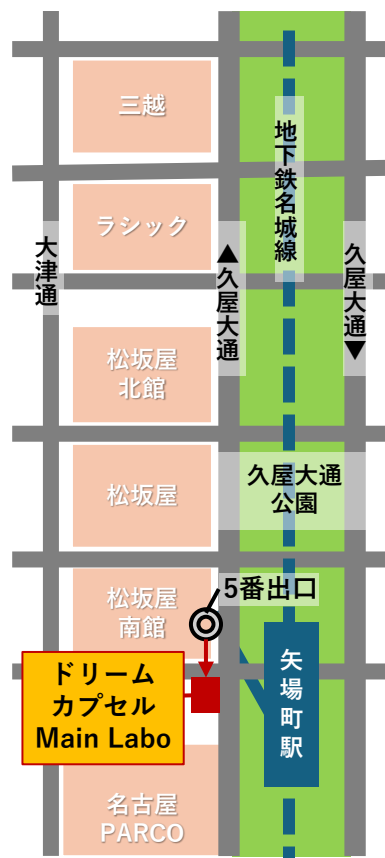 三越
地下鉄名城線
ラシック
大津通
▲久屋大通
久屋大通▼
松坂屋
北館
松坂屋
久屋大通
公園
5番出口
松坂屋
南館
矢場町駅
ドリーム
カプセル
Main Labo
名古屋
PARCO